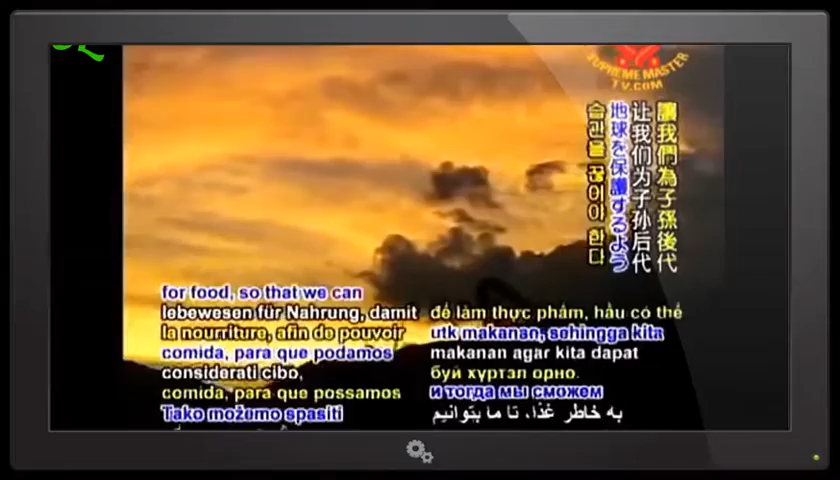 SUPREME MASTER
TV.COM
讓我們為子孫後代
让我们为子孙后代
地球を保護するよう
습관을 끊이야 한다
for food, so that we can
lebewesen für Nahrung, damit
la nourriture, afin de pouvoir
comida, para que podamos
considerati cibo,
comida, para que possamos
Tako možemo spasiti
để làm thực phẩm, hầu có thể
utk makanan, sehingga kita
makanan agar kita dapat
буй хүртэл орно.
и тогда мы сможем
به خاطر غذا، تا ما بتوانیم